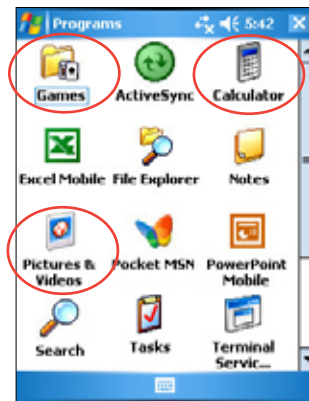 Programs 5:42
Games ActiveSync Calculator
Excel Mobile File Explorer Notes
Pictures & Pocket MSN PowerPoint
Videos Mobile
Search Tasks Terminal
Servic...